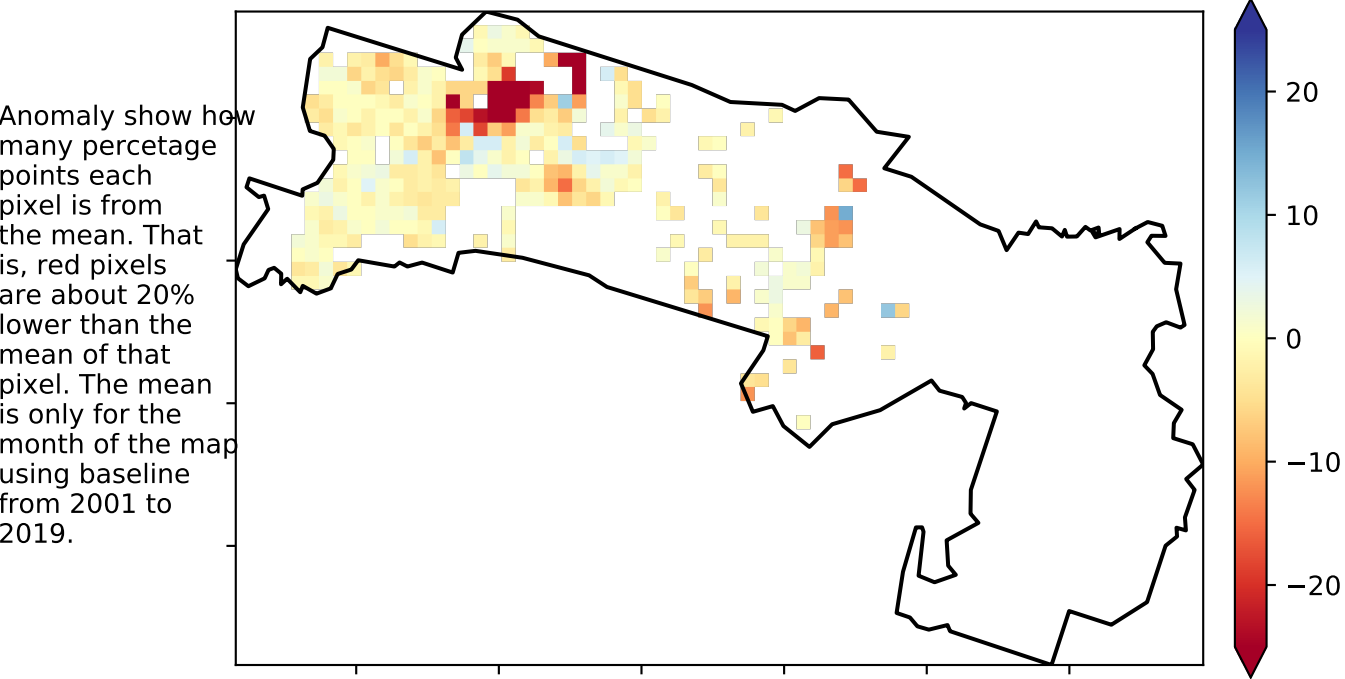 Anomaly show how
many percetage
points each
pixel is from
the mean. That
is, red pixels
are about 20%
lower than the
mean of that
pixel. The mean
is only for the
month of the map
using baseline
from 2001 to
2019.
20
10
0
−10
−20